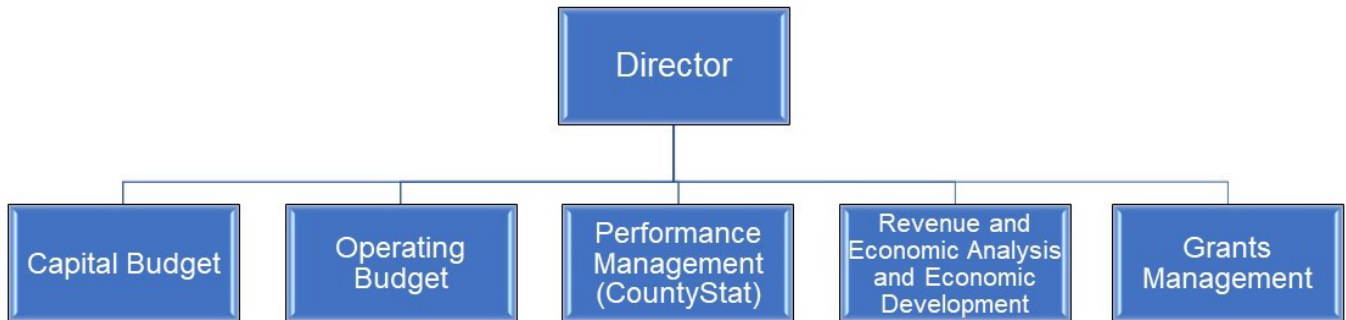 Director
Capital Budget
Operating
Budget
Performance
Management
(CountyStat)
Revenue and
Economic Analysis
and Economic
Development
Grants
Management